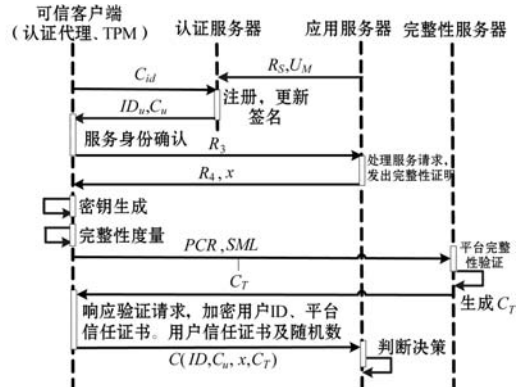 可信客户端
(认证代理、TPM)
认证服务器
应用服务器
完整性服务器
R_S,U_M
C_id
注册，更新
签名
ID_u,C_u
服务身份确认
R_3
处理服务请求，
发出完整性证明
R_4,x
密钥生成
完整性度量
PCR,SML
平台完整
性验证
C_T
生成C_T
响应验证请求，加密用户ID、平台
信任证书。用户信任证书及随机数
C(ID,C_u,x,C_T)
判断决策